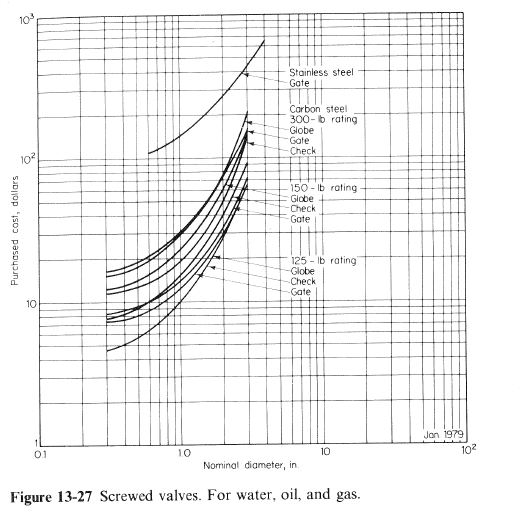 10³
10²
10
1
Purchased cost, dollars
Stainless steel
Gate
Carbon steel
300-lb rating
Globe
Gate
Check
150-lb rating
Globe
Check
Gate
125-lb rating
Globe
Check
Gate
Jan 1979
0.1
1.0
10
10²
Nominal diameter, in.
Figure 13-27 Screwed valves. For water, oil, and gas.